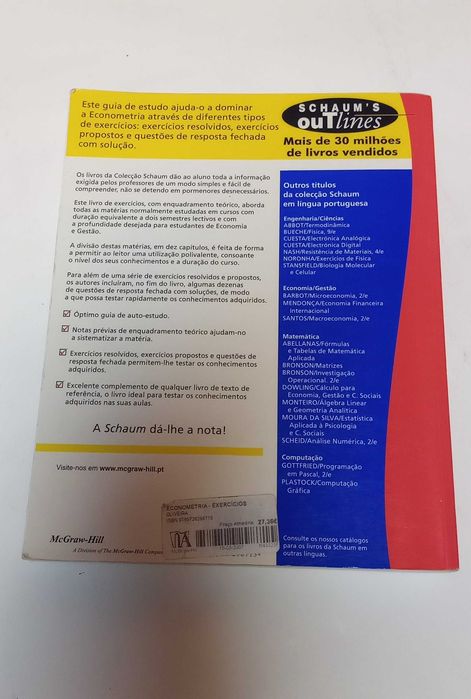 Este guia de estudo ajuda-o a dominar
a Econometria através de diferentes tipos
de exercícios: exercícios resolvidos, exercícios
propostos e questões de resposta fechada
com solução.
SCHAUM'S
ouTlines
Mais de 30 milhões
de livros vendidos
Os livros da Colecção Schaum dão ao aluno toda a informação
exigida pelos professores de um modo simples e fácil de
compreender, não se detendo em pormenores desnecessários.
Este livro de exercícios, com enquadramento teórico, aborda
todas as matérias normalmente estudadas em cursos com
duração equivalente a dois semestres lectivos e com
a profundidade desejada para estudantes de Economia
e Gestão.
A divisão destas matérias, em dez capítulos, é feita de forma
a permitir ao leitor uma utilização polivalente, consoante
o nível dos seus conhecimentos e a duração do curso.
Para além de uma série de exercícios resolvidos e propostos,
os autores incluíram, no fim do livro, algumas dezenas
de questões de resposta fechada com soluções, de modo
a que possa testar rapidamente os conhecimentos adquiridos.
Óptimo guia de auto-estudo.
Notas prévias de enquadramento teórico ajudam-no
a sistematizar a matéria.
Exercícios resolvidos, exercícios propostos e questões de
resposta fechada permitem-lhe testar os conhecimentos
adquiridos.
Excelente complemento de qualquer livro de texto de
referência, o livro ideal para testar os conhecimentos
adquiridos nas suas aulas.
A Schaum dá-lhe a nota!
Visite-nos em www.mcgraw-hill.pt
McGraw-Hill
A Division of The McGraw-Hill Compan
ECONOMETRIA - EXERCÍCIOS
OLIVEIRA
ISBN
Preço
27,36€
Outros títulos
da colecção Schaum
em língua portuguesa
Engenharia/Ciências
ABBOT/Termodinâmica
BUECHE/Física, 9/e
CUESTA/Electrónica Analógica
CUESTA/Electrónica Digital
NASH/Resistência de Materiais, 4/e
NORONHA/Exercícios de Física
STANSFIELD/Biologia Molecular
e Celular
Economia/Gestão
BARBOT/Microeconomia, 2/e
MENDONÇA/Economia Financeira
Internacional
SANTOS/Macroeconomia, 2/e
Matemática
ABELLANAS/Fórmulas
e Tabelas de Matemática
Aplicada
BRONSON/Matrizes
BRONSON/Investigação
Operacional. 2/e
DOWLING/Cálculo para
Economia, Gestão e C. Sociais
MONTEIRO/Álgebra Linear
e Geometria Analítica
MOURA DA SILVA/Estatística
Aplicada à Psicologia
e C. Sociais
SCHEID/Análise Numérica, 2/e
Computação
GOTTFRIED/Programação
em Pascal, 2/e
PLASTOCK/Computação
Gráfica
Consulte os nossos catálogos
para os livros da Schaum em
outras línguas.